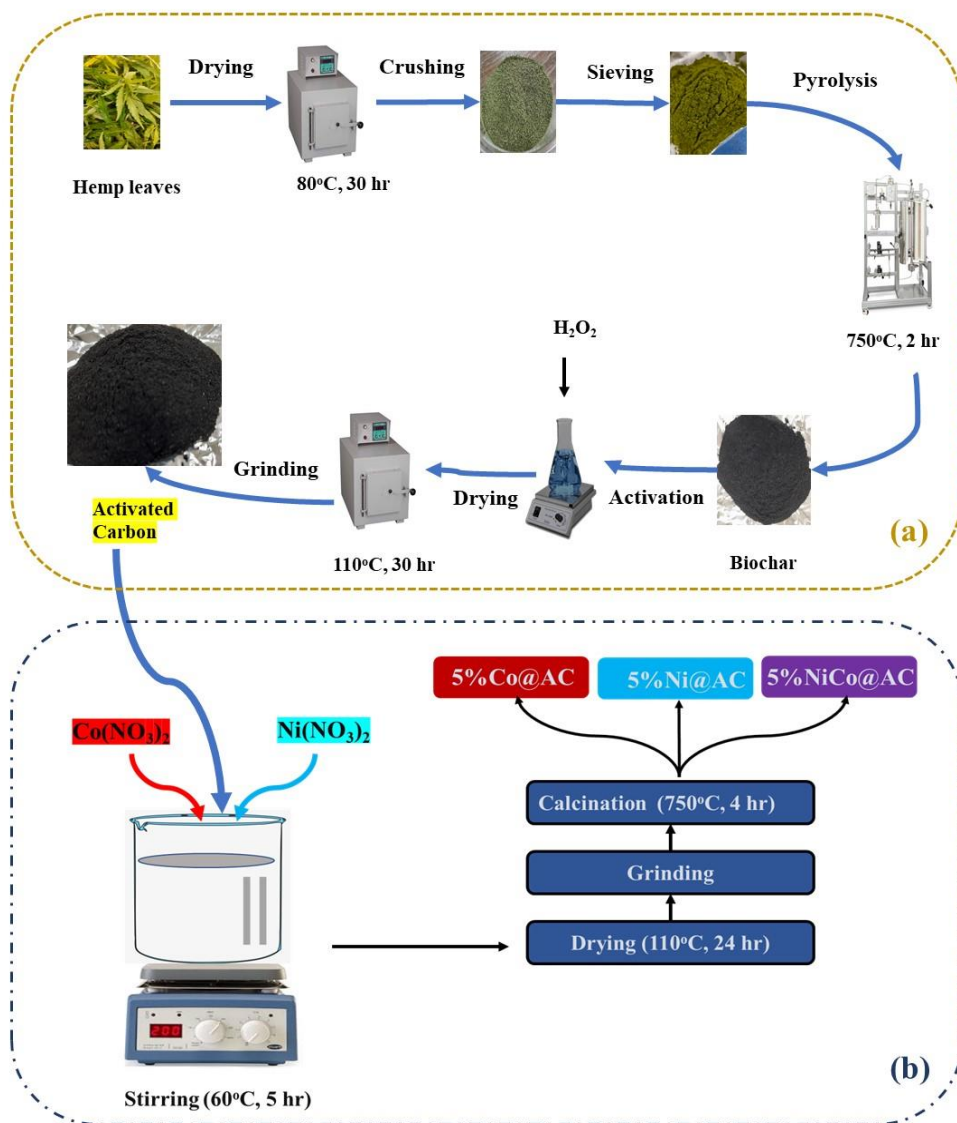 Drying
Crushing
Sieving
Pyrolysis
Hemp leaves
80°C, 30 hr
750°C, 2 hr
H₂O₂
Grinding
Drying
Activation
Activated
Carbon
110°C, 30 hr
Biochar
(a)
5%Co@AC
5%Ni@AC
5%NiCo@AC
Co(NO₃)₂
Ni(NO₃)₂
Calcination (750°C, 4 hr)
Grinding
Drying (110°C, 24 hr)
200
Stirring (60°C, 5 hr)
(b)